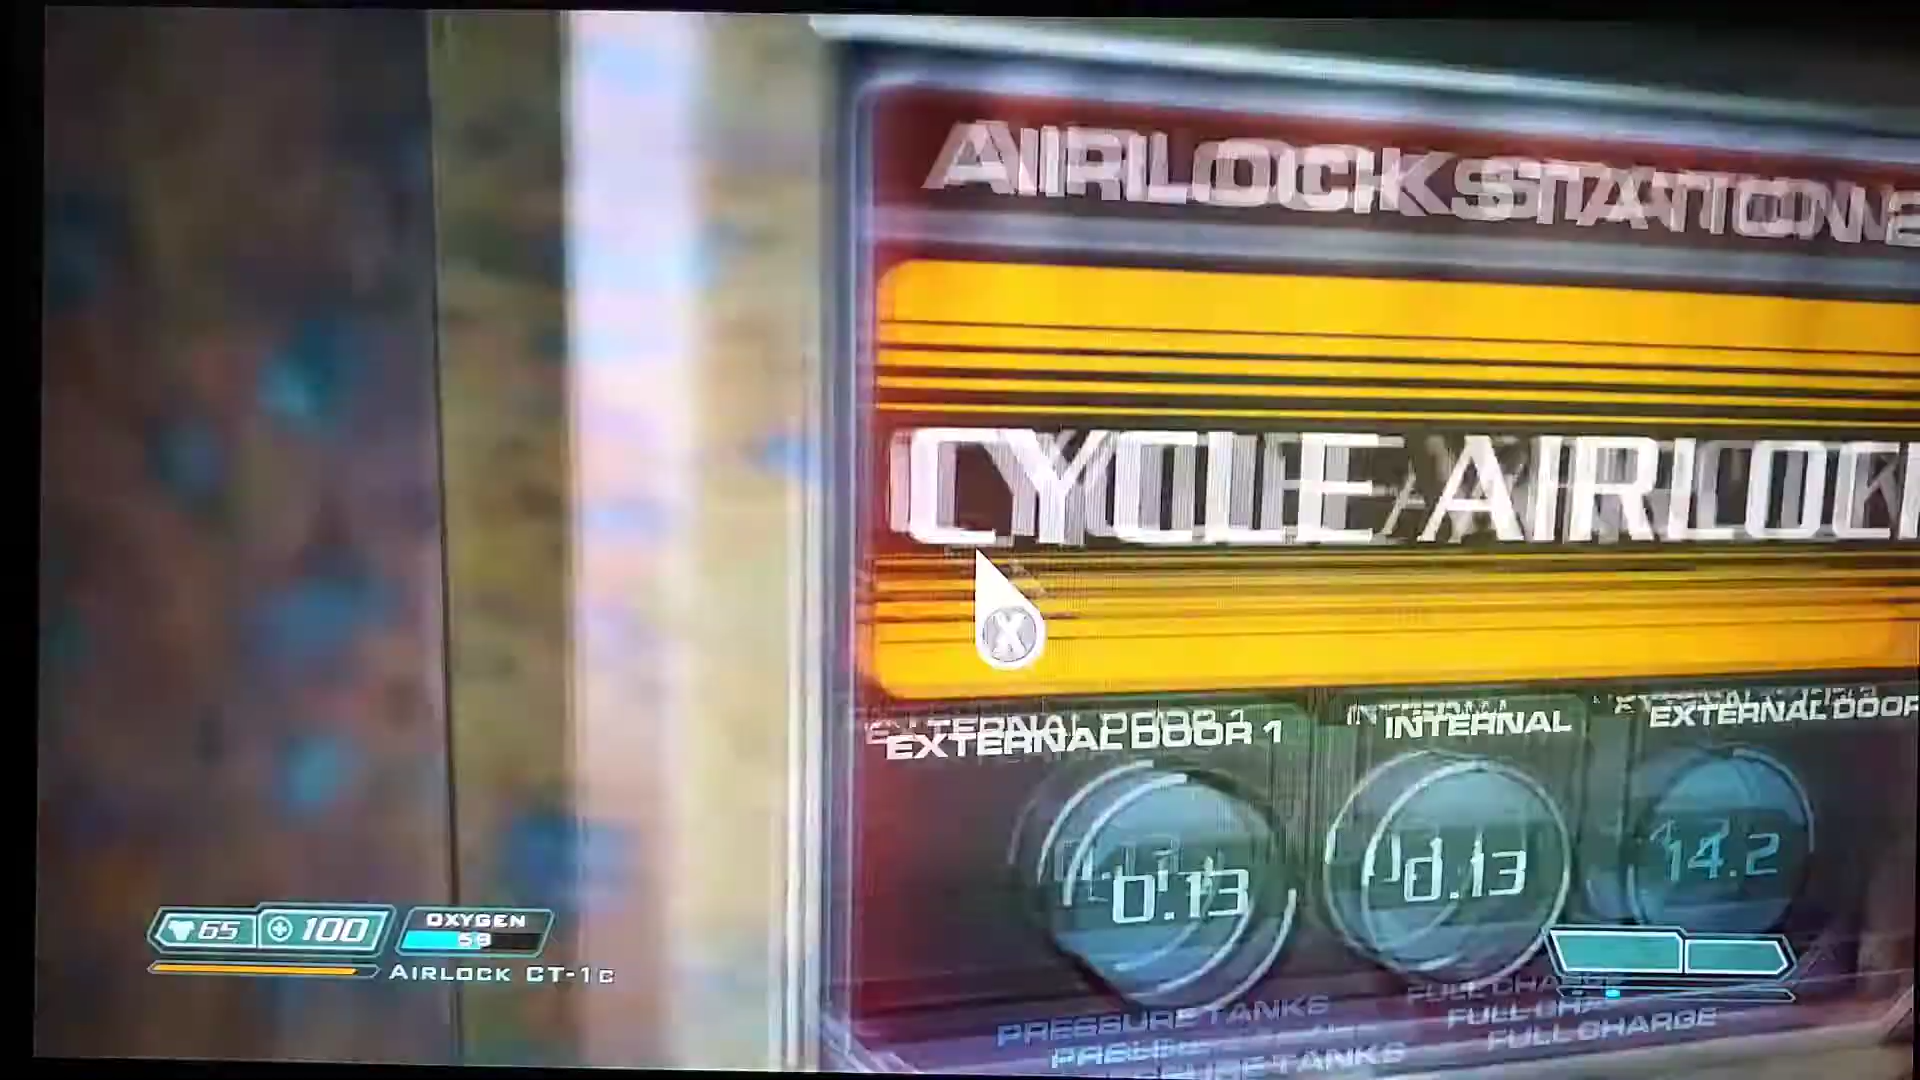 AIRLOCK STATION 2
CYCLE AIRLOCK
X
EXTERNAL DOOR 1
INTERNAL
EXTERNAL DOOR
0.13
0.13
14.2
65
100
OXYGEN
AIRLOCK CT-1C
PRESSURE TANKS
FULL CHARGE